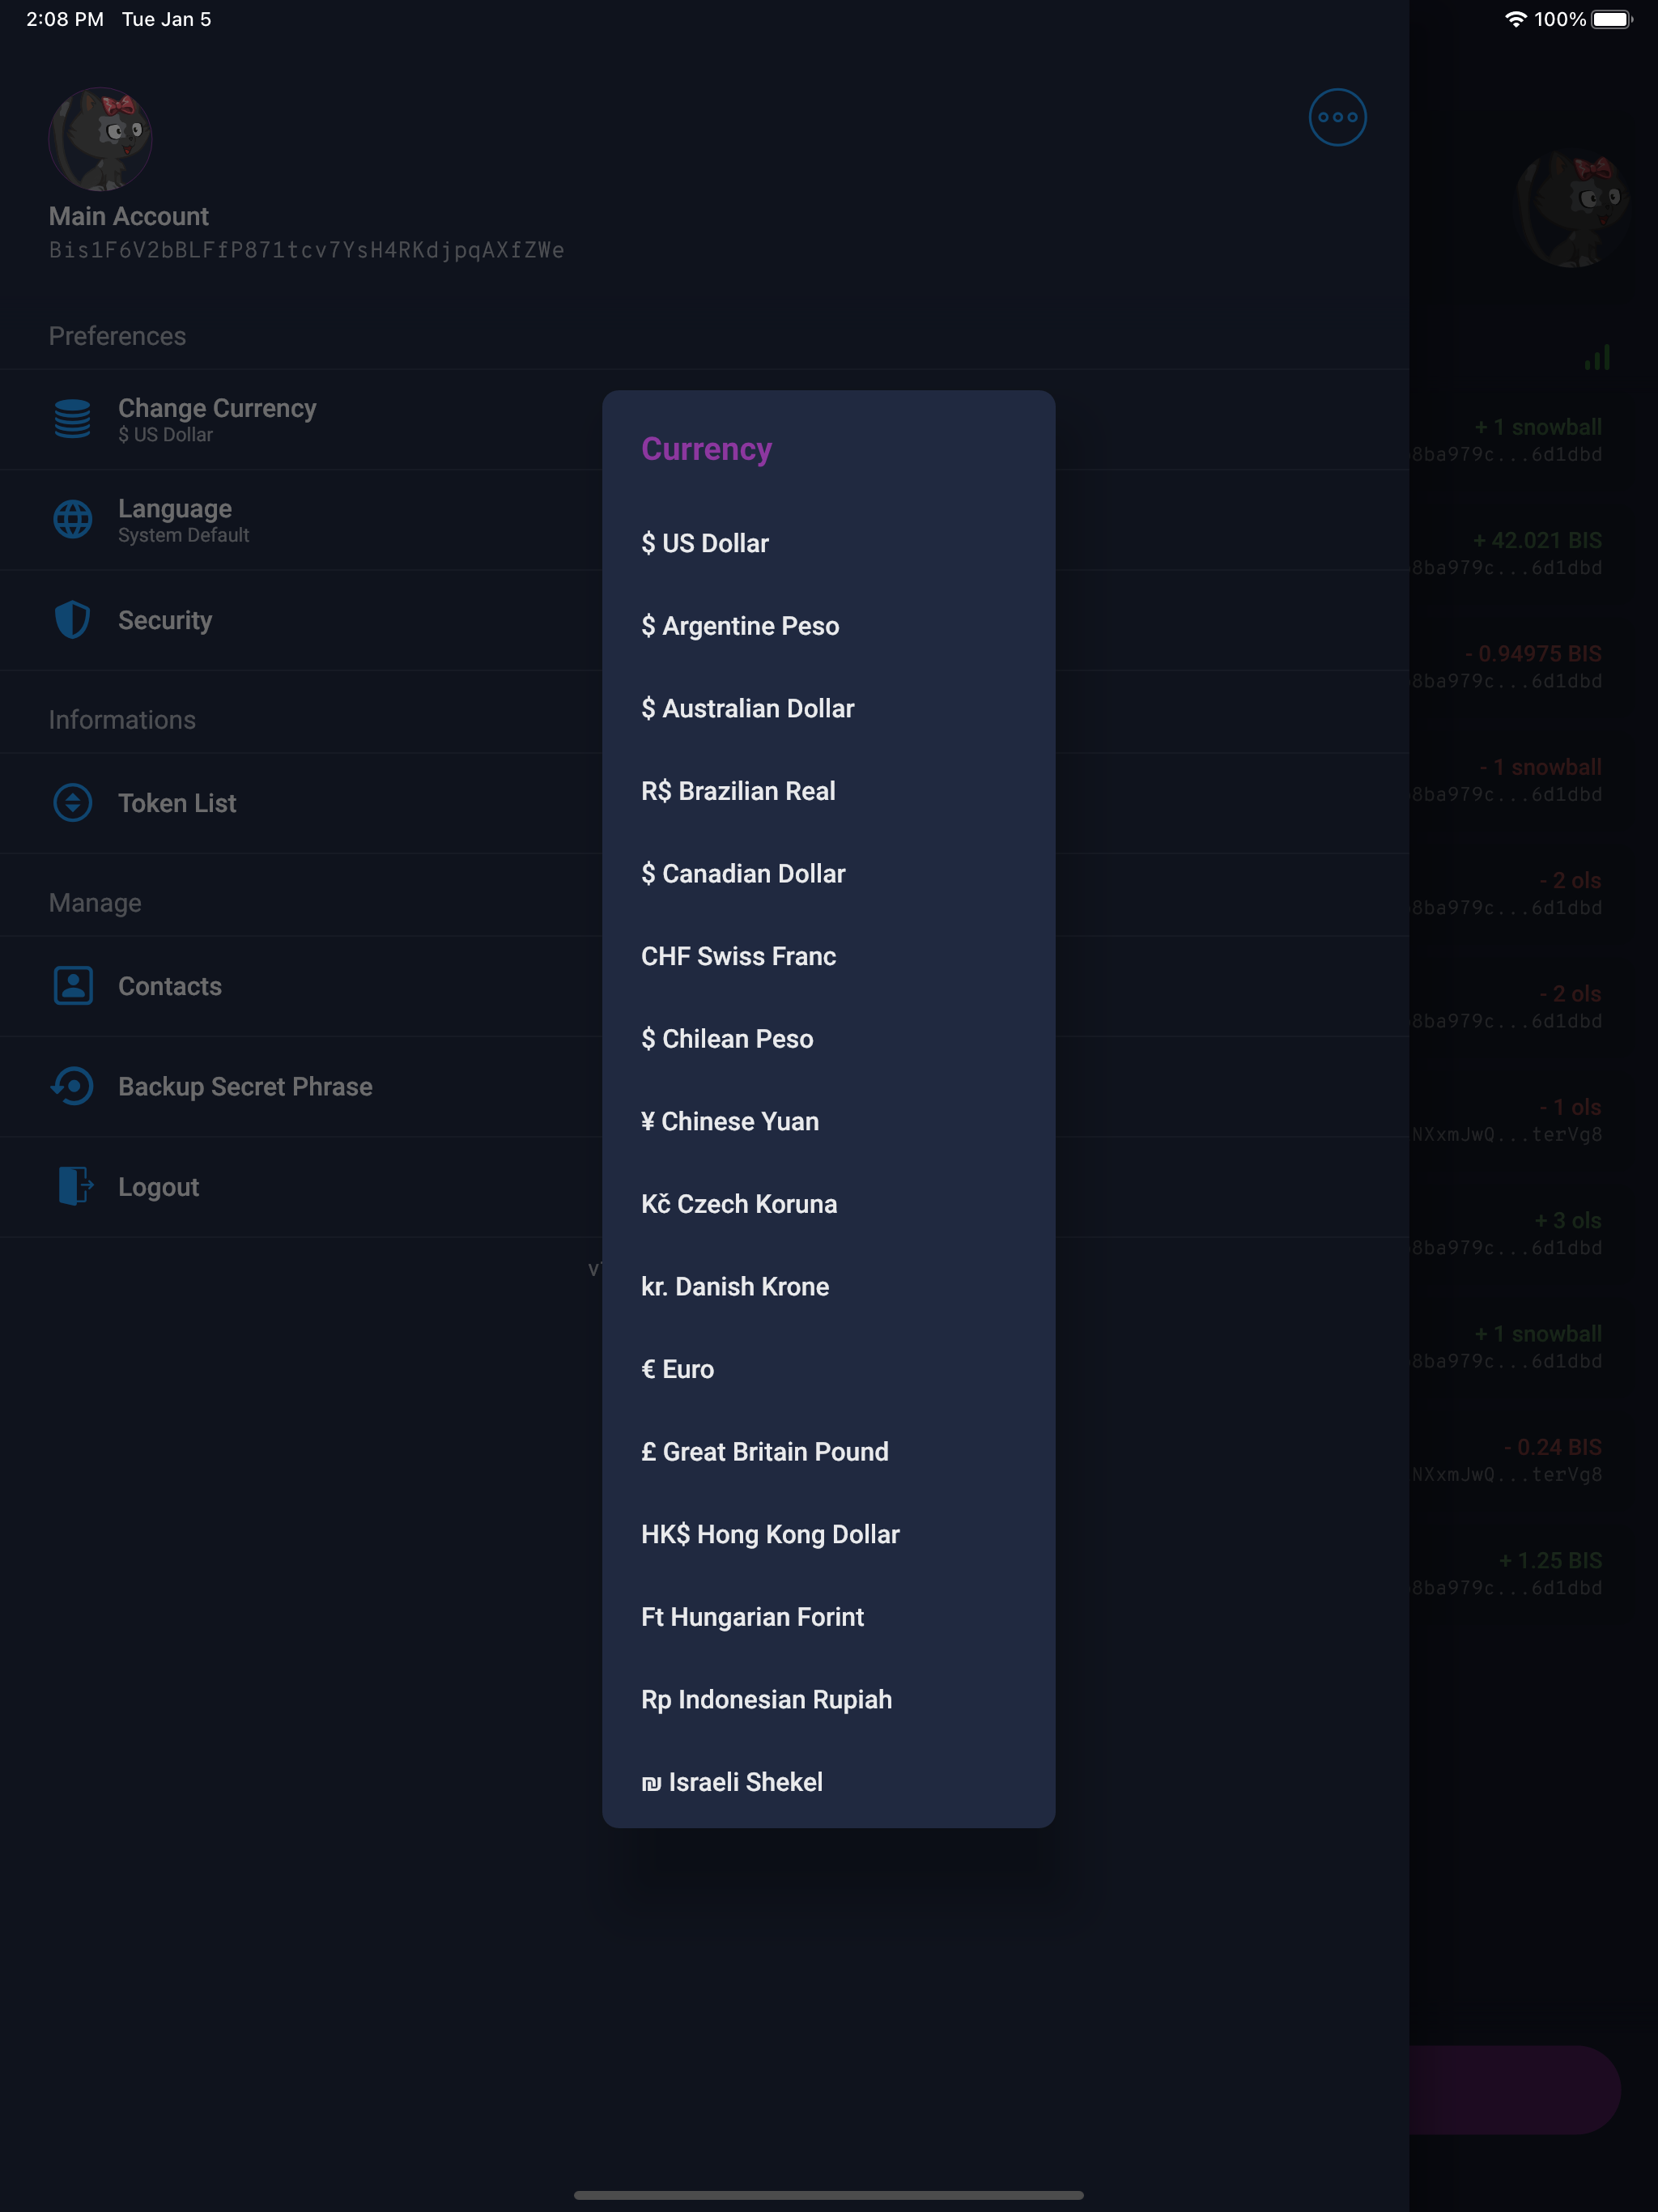 2:08 PM Tue Jan 5
100%
Main Account
Bis1F6V2bBLFfP871tcv7YsH4RKdjpqAXfZWe
Preferences
Change Currency
$ US Dollar
Language
System Default
Security
Informations
Token List
Manage
Contacts
Backup Secret Phrase
Logout
Currency
$ US Dollar
$ Argentine Peso
$ Australian Dollar
R$ Brazilian Real
$ Canadian Dollar
CHF Swiss Franc
$ Chilean Peso
¥ Chinese Yuan
Kč Czech Koruna
kr. Danish Krone
€ Euro
£ Great Britain Pound
HK$ Hong Kong Dollar
Ft Hungarian Forint
Rp Indonesian Rupiah
₪ Israeli Shekel
+ 1 snowball
8ba979c...6d1dbd
+ 42.021 BIS
8ba979c...6d1dbd
- 0.94975 BIS
8ba979c...6d1dbd
- 1 snowball
8ba979c...6d1dbd
- 2 ols
8ba979c...6d1dbd
- 2 ols
8ba979c...6d1dbd
- 1 ols
NXxmJwQ...terVg8
+ 3 ols
8ba979c...6d1dbd
+ 1 snowball
8ba979c...6d1dbd
- 0.24 BIS
NXxmJwQ...terVg8
+ 1.25 BIS
8ba979c...6d1dbd